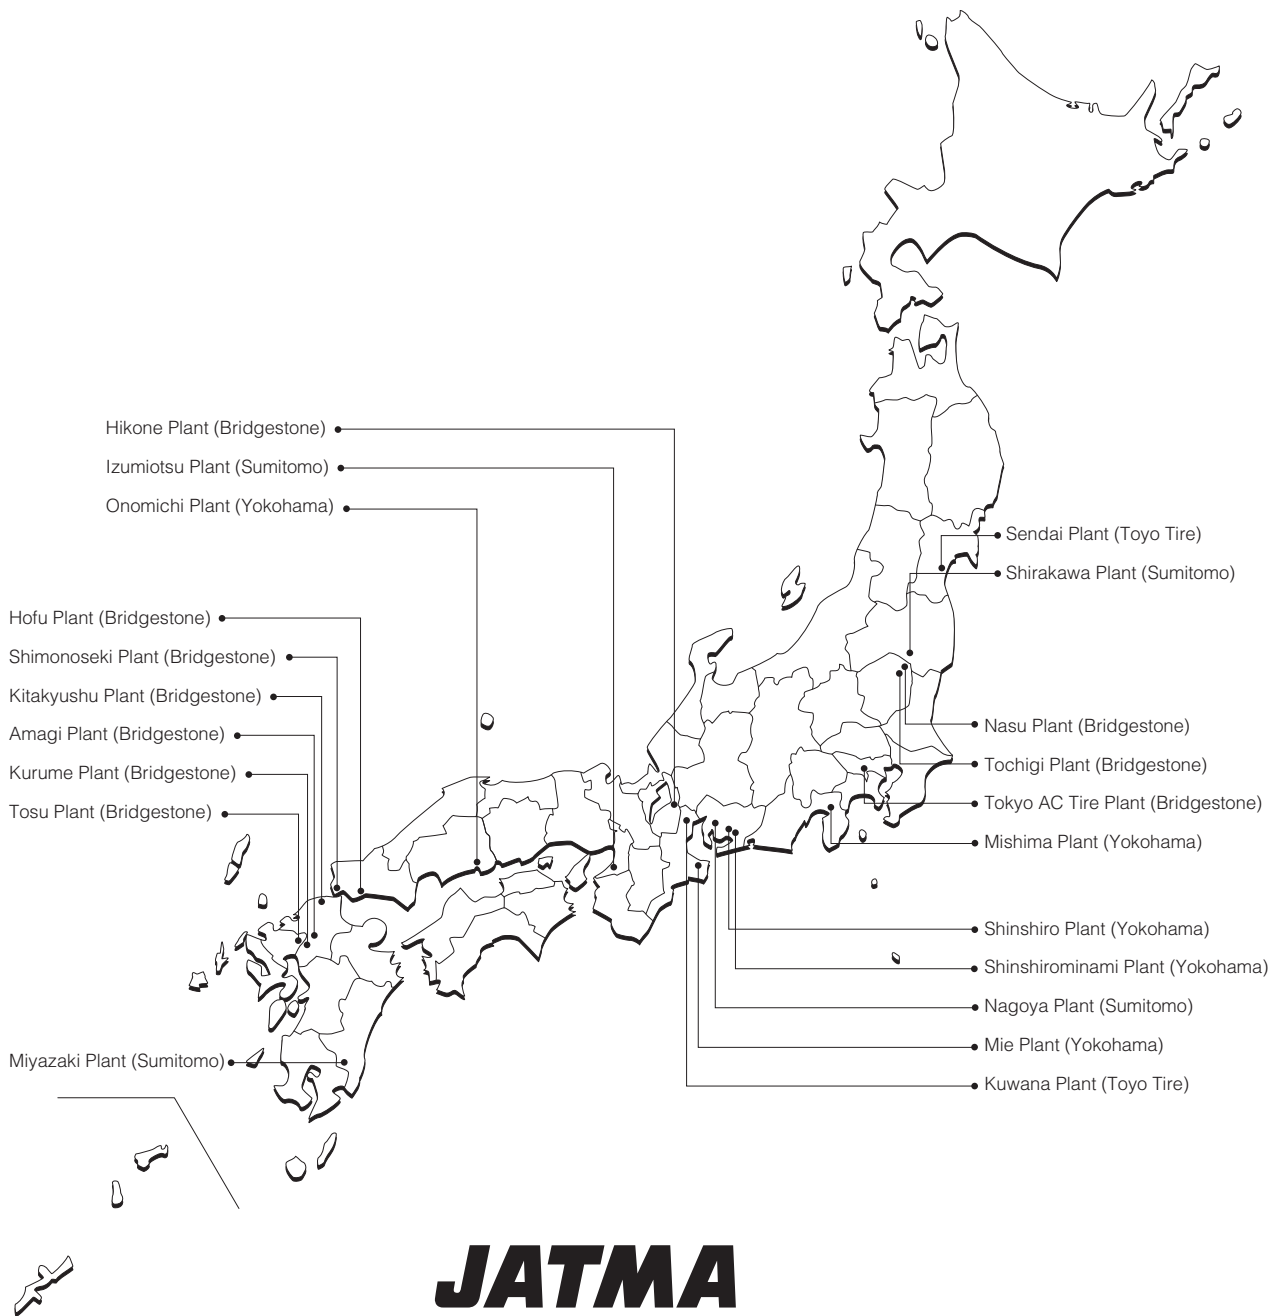 Hikone Plant (Bridgestone)
Izumiotsu Plant (Sumitomo)
Onomichi Plant (Yokohama)
Hofu Plant (Bridgestone)
Shimonoseki Plant (Bridgestone)
Kitakyushu Plant (Bridgestone)
Amagi Plant (Bridgestone)
Kurume Plant (Bridgestone)
Tosu Plant (Bridgestone)
Miyazaki Plant (Sumitomo)
Sendai Plant (Toyo Tire)
Shirakawa Plant (Sumitomo)
Nasu Plant (Bridgestone)
Tochigi Plant (Bridgestone)
Tokyo AC Tire Plant (Bridgestone)
Mishima Plant (Yokohama)
Shinshiro Plant (Yokohama)
Shinshirominami Plant (Yokohama)
Nagoya Plant (Sumitomo)
Mie Plant (Yokohama)
Kuwana Plant (Toyo Tire)
JATMA